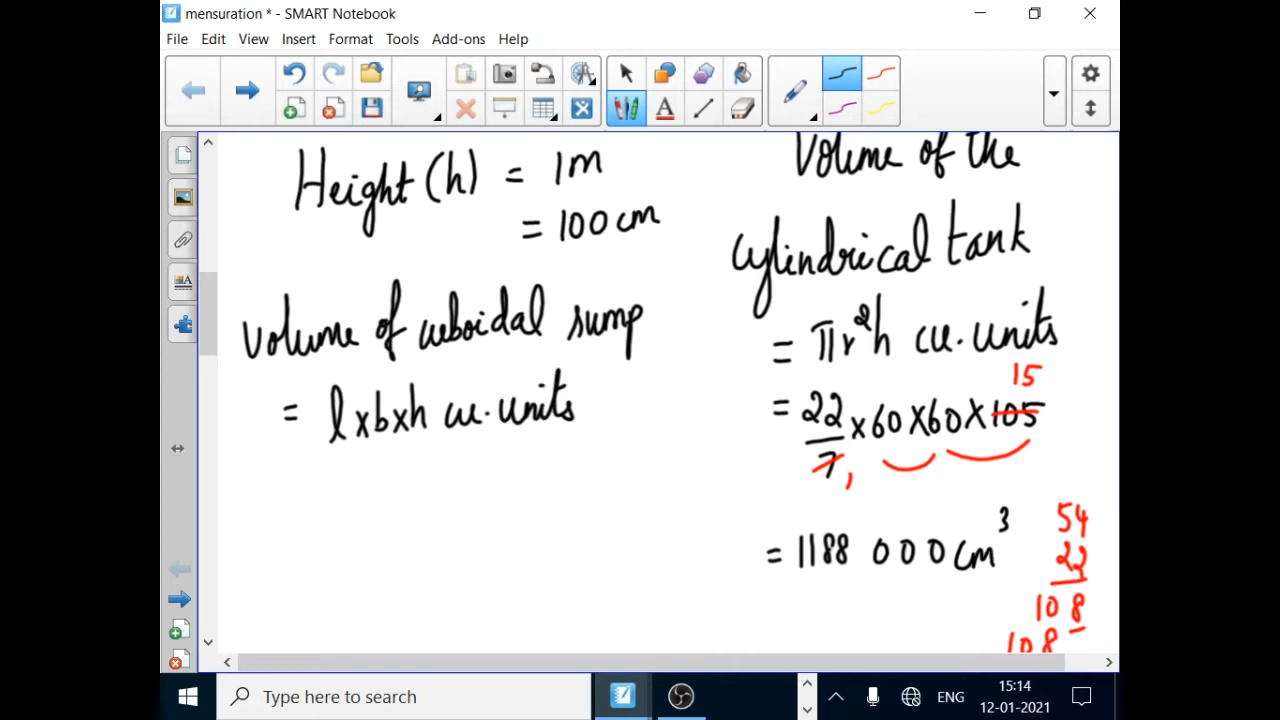 mensuration * - SMART Notebook
File Edit View Insert Format Tools Add-ons Help
Height (h) = 1m
= 100 cm
Volume of cuboidal sump
= l x b x h cu. units
Volume of the
cylindrical tank
= πr²h cu. units
15
= 22/7 x 60 x 60 x 105
1
= 1188 000 cm³
54
22
108
108
Type here to search
ENG
15:14
12-01-2021